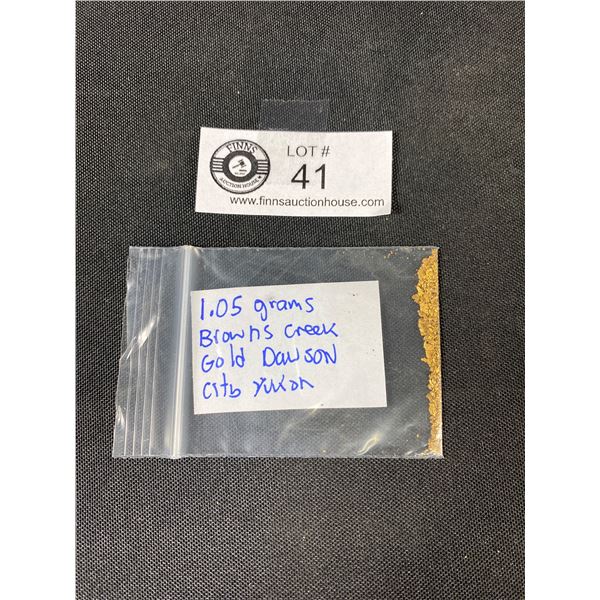 FINNS
AUCTION HOUSE
LOT #
41
www.finnsauctionhouse.com
1.05 grams
Browns Creek
Gold Dawson
City Yukon